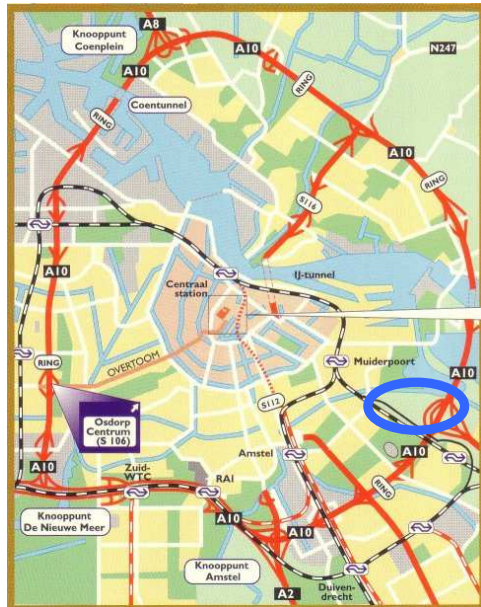 A8
Knooppunt
Coenplein
A10
A10
N247
RING
RING
Coentunnel
A10
RING
S116
A10
Centraal
station
IJ-tunnel
RING
OVERTOOM
Muiderpoort
A10
Osdorp
Centrum
(S 106)
S112
Amstel
A10
RING
A10
Zuid-
WTC
RAI
A10
A10
Knooppunt
De Nieuwe Meer
Knooppunt
Amstel
A2
Duiven-
drecht